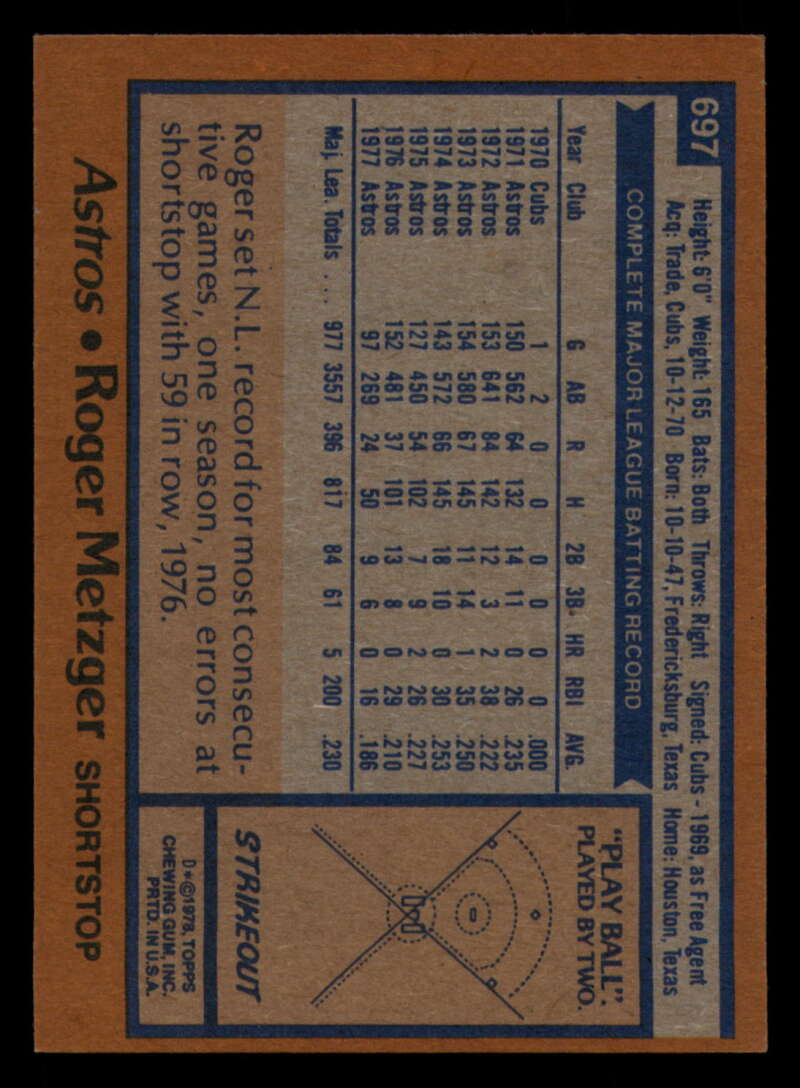 697
Height: 6'0" Weight: 165 Bats: Both Throws: Right Signed: Cubs - 1969, as Free Agent
Acq: Trade, Cubs, 10-12-70 Born: 10-10-47, Fredericksburg, Texas Home: Houston, Texas
COMPLETE MAJOR LEAGUE BATTING RECORD
Year Club G AB R H 2B 3B HR RBI AVG.
1970 Cubs 1 2 0 0 0 0 0 0 .000
1971 Astros 150 562 64 132 14 11 0 26 .235
1972 Astros 153 641 84 142 12 3 2 38 .222
1973 Astros 154 580 67 145 11 14 1 35 .250
1974 Astros 143 572 66 145 18 10 0 30 .253
1975 Astros 127 450 54 102 7 9 2 26 .227
1976 Astros 152 481 37 101 13 8 0 29 .210
1977 Astros 97 269 24 50 9 6 0 16 .186
Maj. Lea. Totals ... 977 3557 396 817 84 61 5 200 .230
Roger set N.L. record for most consecu-
tive games, one season, no errors at
shortstop with 59 in row, 1976.
"PLAY BALL".
PLAYED BY TWO.
STRIKEOUT
D*©1978, TOPPS
CHEWING GUM, INC.
PRTD. IN U.S.A.
Astros • Roger Metzger SHORTSTOP